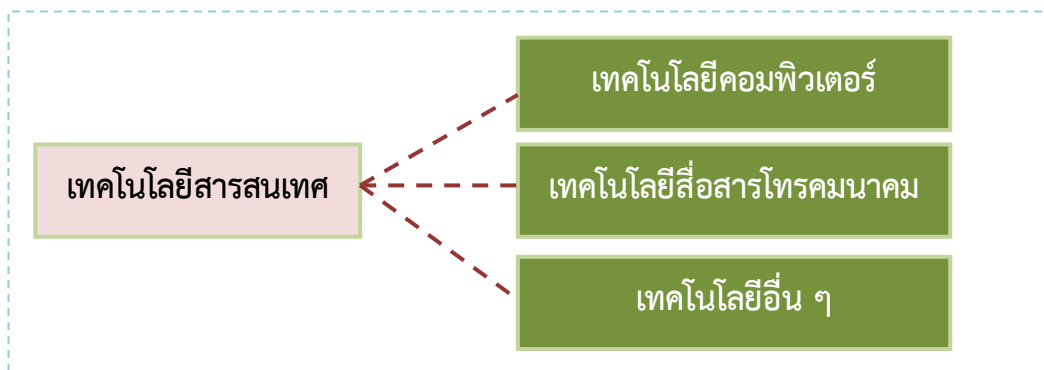 เทคโนโลยีคอมพิวเตอร์
เทคโนโลยีสารสนเทศ
เทคโนโลยีสื่อสารโทรคมนาคม
เทคโนโลยีอื่น ๆ